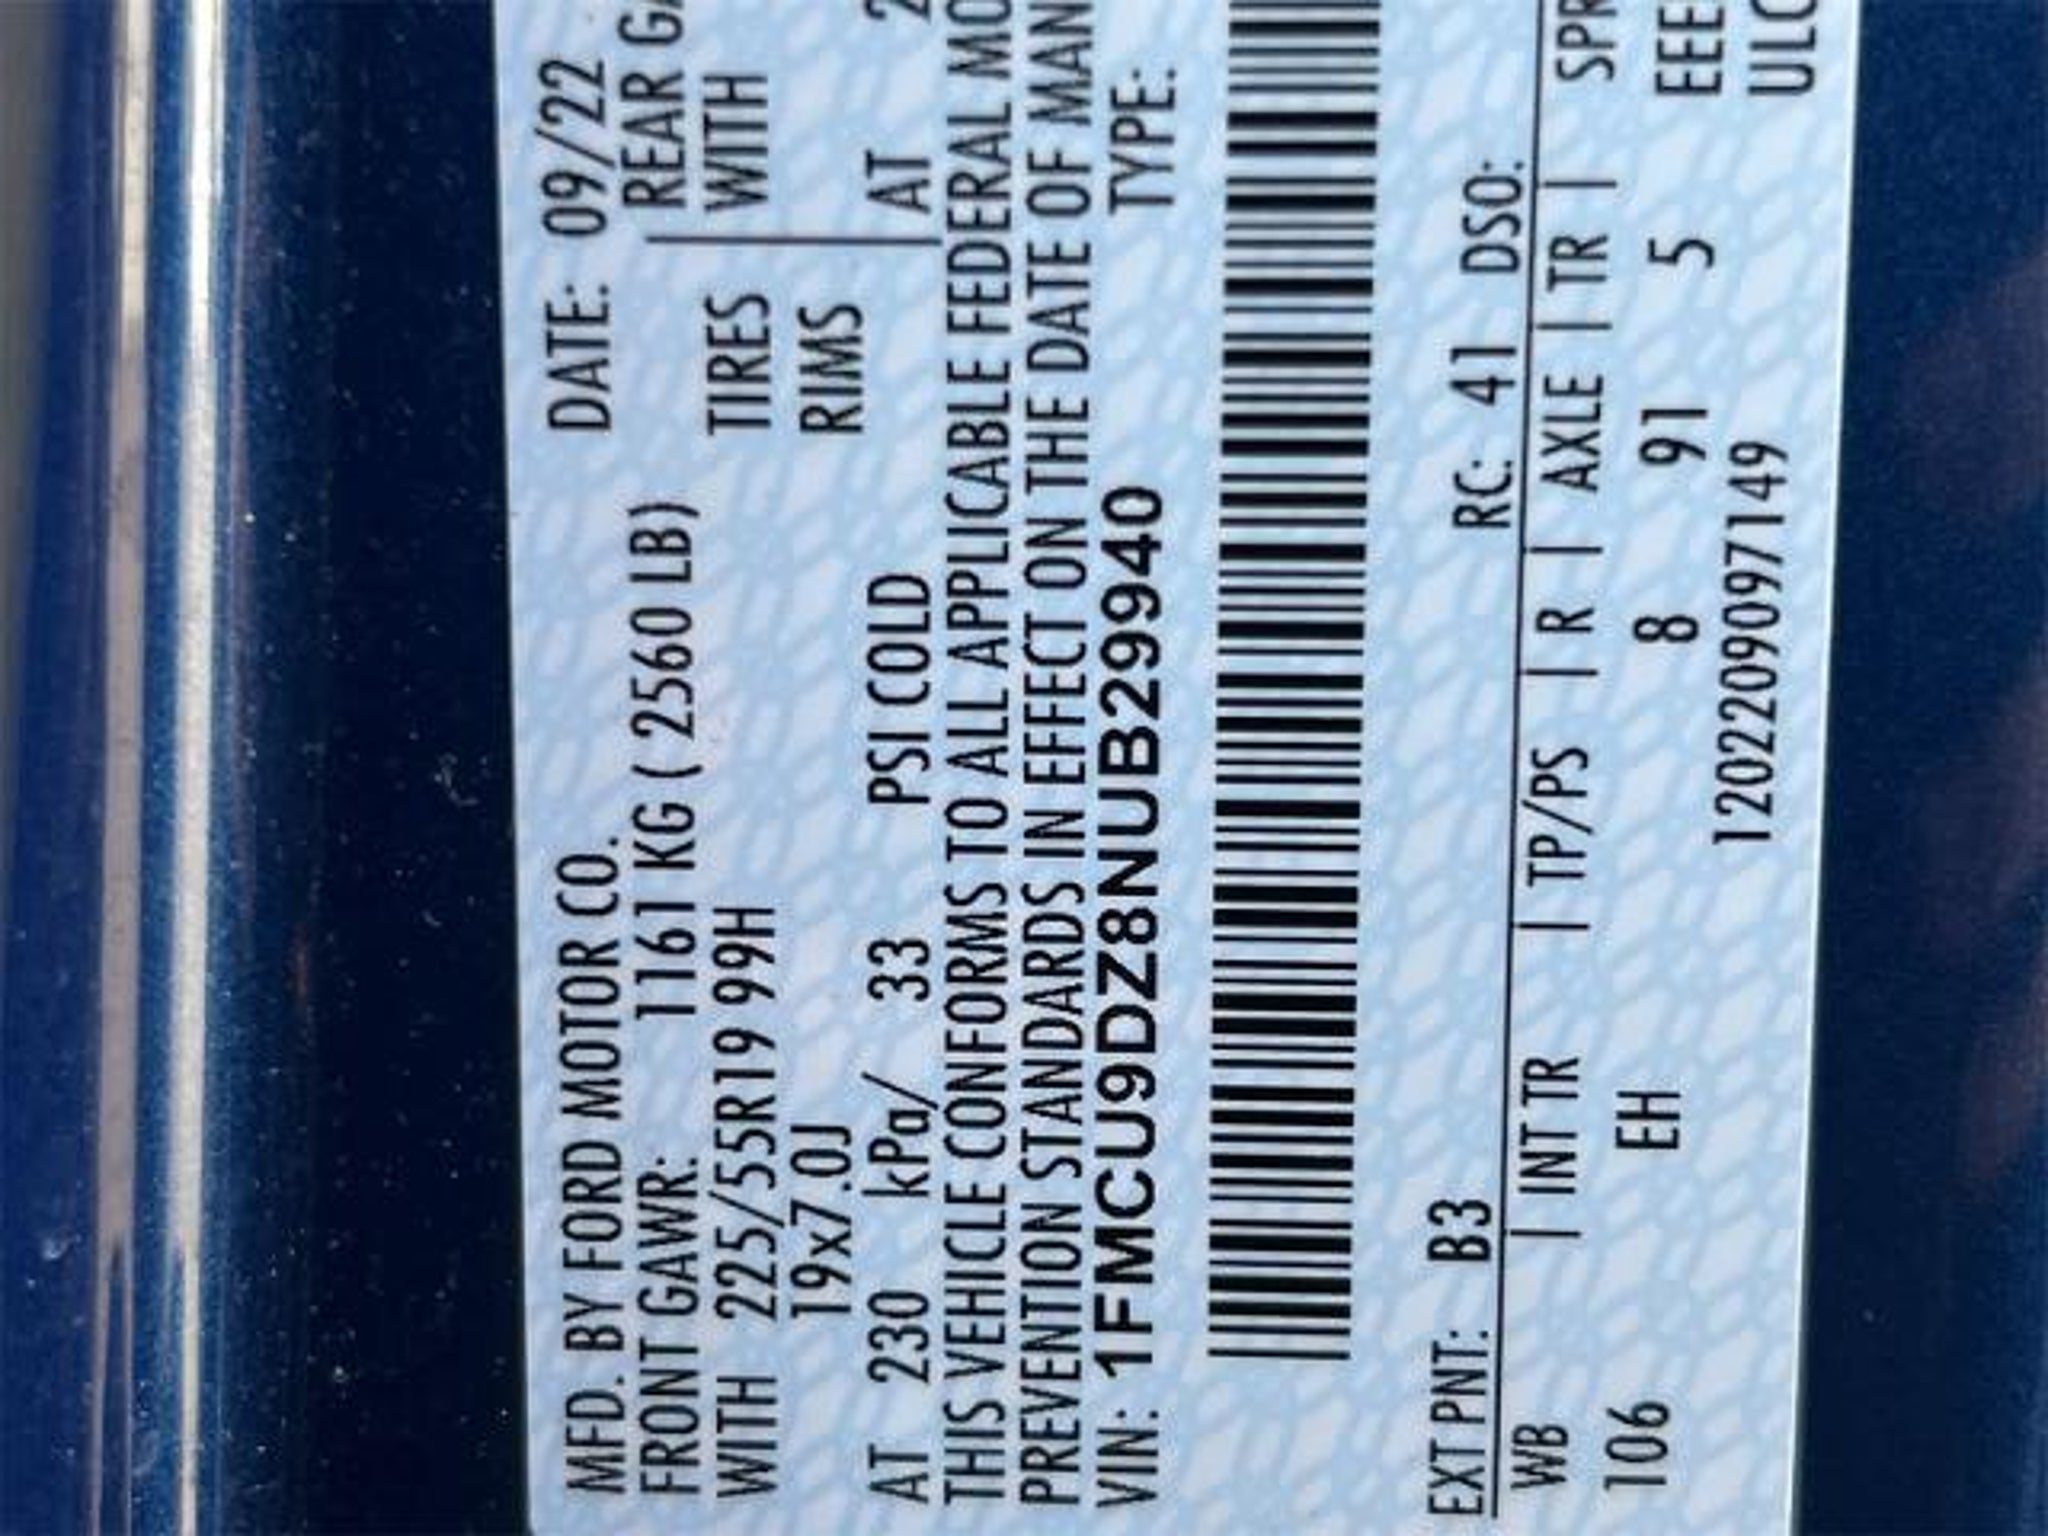 MFD. BY FORD MOTOR CO. DATE: 09/22
FRONT GAWR: 1161 KG ( 2560 LB) REAR
WITH 225/55R19 99H TIRES WITH
19x7.0J RIMS
AT 230 kPa/ 33 PSI COLD AT
THIS VEHICLE CONFORMS TO ALL APPLICABLE FEDERAL MO
PREVENTION STANDARDS IN EFFECT ON THE DATE OF MAN
VIN: 1FMCU9DZ8NUB29940 TYPE:
EXT PNT: B3 RC: 41 DSO:
WB | INT TR | TP/PS | R | AXLE | TR | SPR
106 EH 8 91 5 EEE
1202209097149 ULC